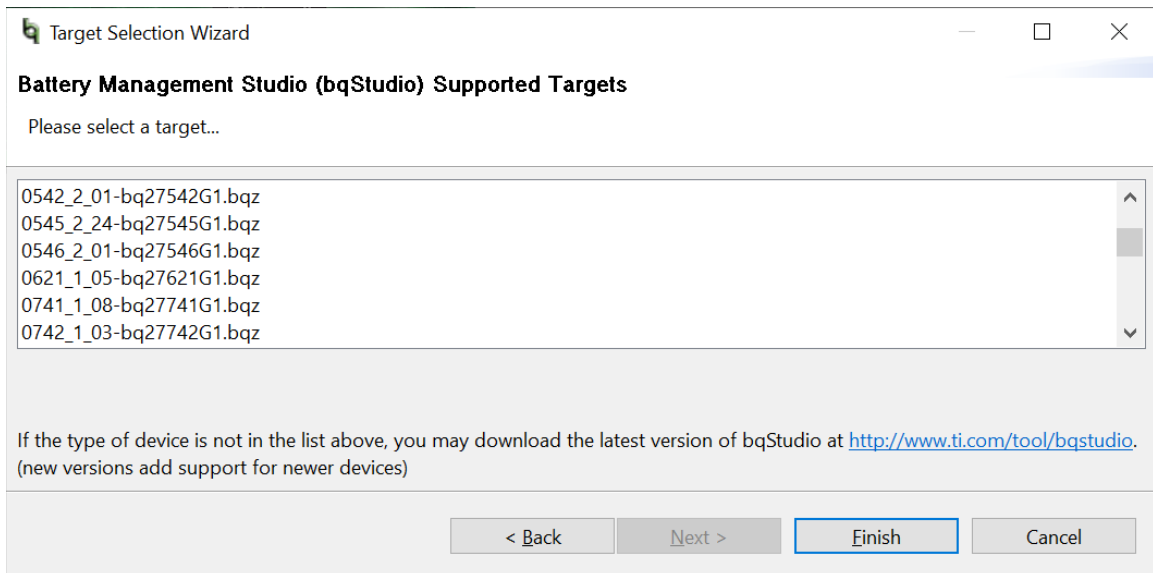 Target Selection Wizard
Battery Management Studio (bqStudio) Supported Targets
Please select a target...
0542_2_01-bq27542G1.bqz
0545_2_24-bq27545G1.bqz
0546_2_01-bq27546G1.bqz
0621_1_05-bq27621G1.bqz
0741_1_08-bq27741G1.bqz
0742_1_03-bq27742G1.bqz
If the type of device is not in the list above, you may download the latest version of bqStudio at http://www.ti.com/tool/bqstudio.
(new versions add support for newer devices)
< Back Next > Finish Cancel